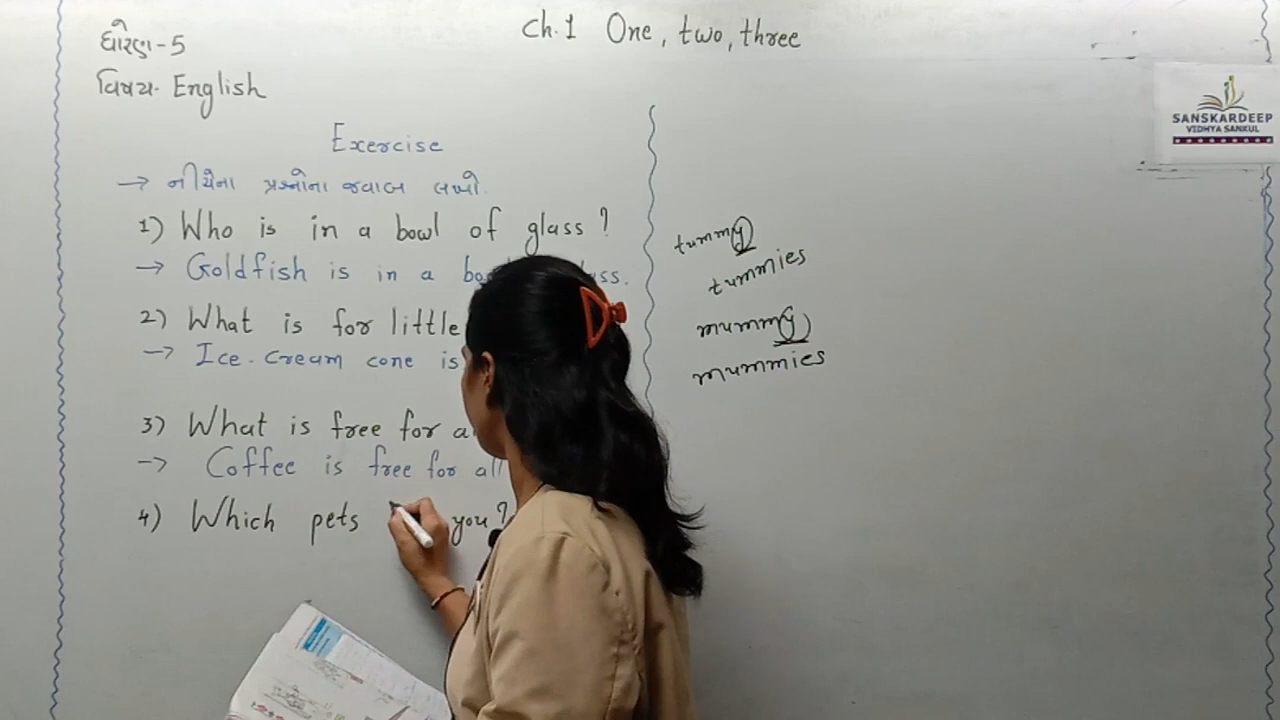 ધોરણ-5
વિષય- English
Ch.1 One, two, three
SANSKARDEEP
VIDHYA SANKUL
Exercise
→ નીચેના પ્રશ્નોના જવાબ લખો.
1) Who is in a bowl of glass?
→ Goldfish is in a
2) What is for little
→ Ice-cream cone is
3) What is free for
→ Coffee is free for all
4) Which pets you?
tummy
tummies
mummies